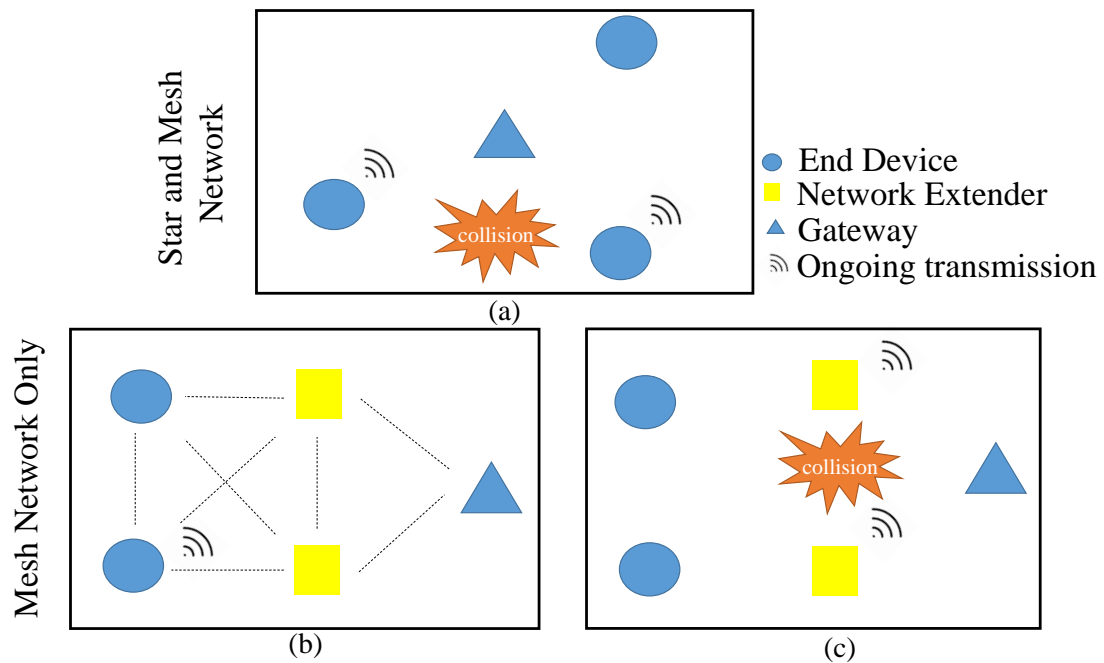 Star and Mesh
Network
collision
End Device
Network Extender
Gateway
Ongoing transmission
(a)
Mesh Network Only
(b)
collision
(c)